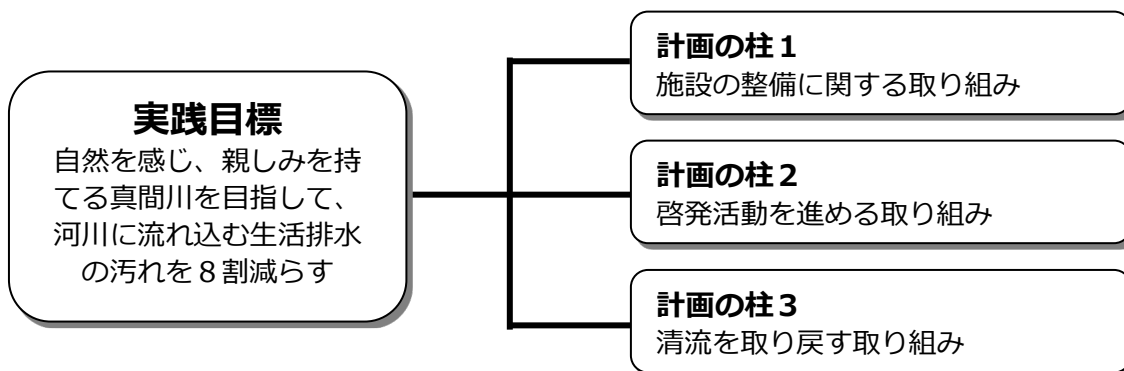 実践目標
自然を感じ、親しみを持
てる真間川を目指して、
河川に流れ込む生活排水
の汚れを８割減らす
計画の柱１
施設の整備に関する取り組み
計画の柱２
啓発活動を進める取り組み
計画の柱３
清流を取り戻す取り組み